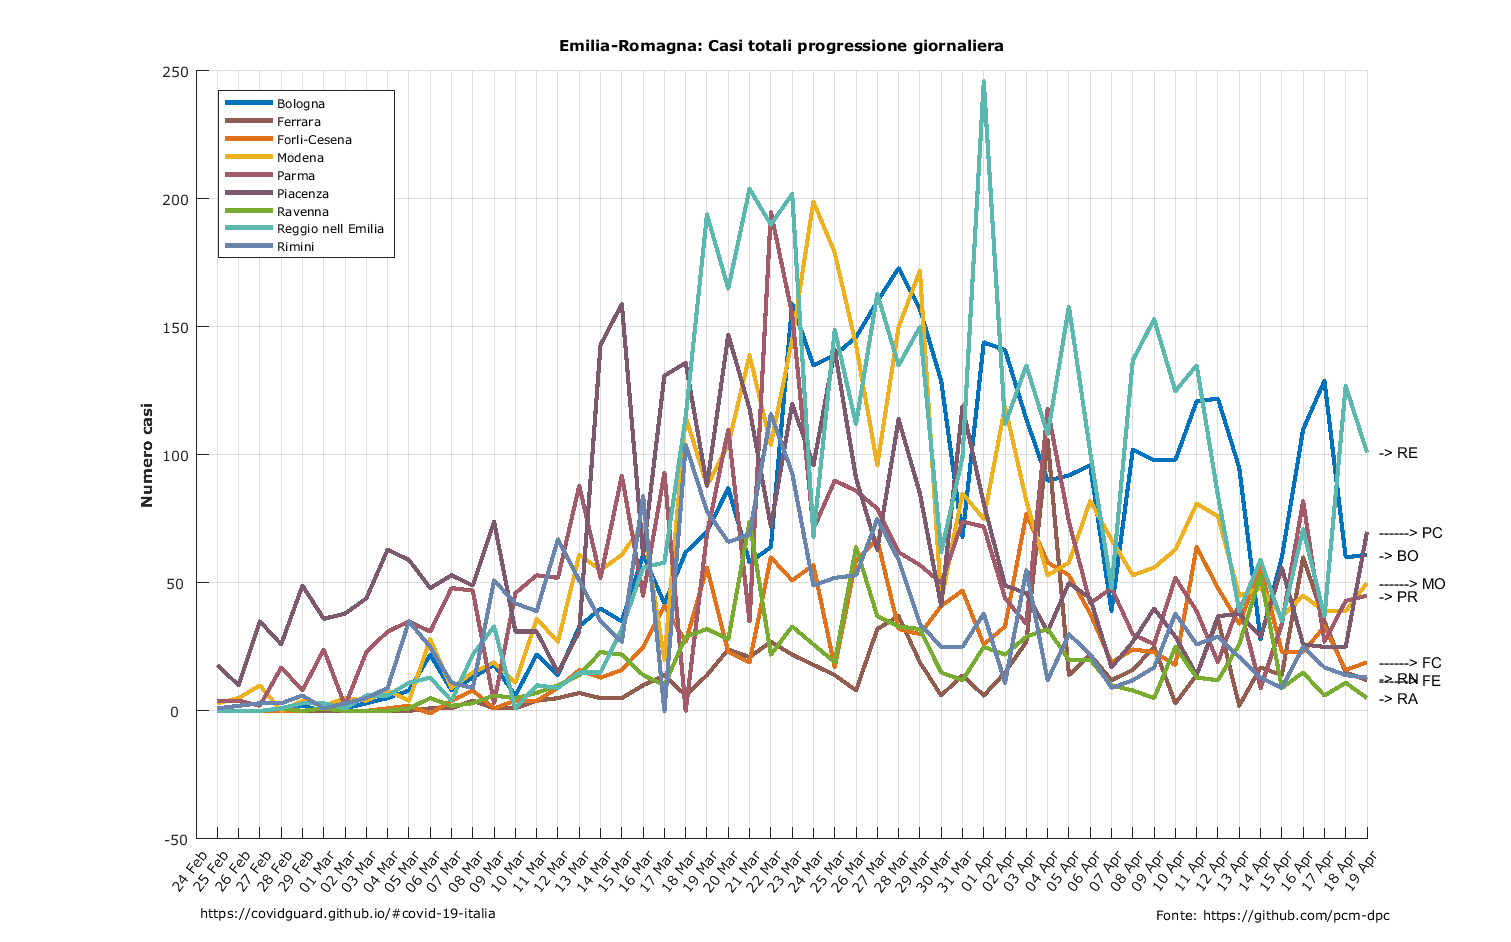 Emilia-Romagna: Casi totali progressione giornaliera
250
200
150
100
50
0
-50
Numero casi
Bologna
Ferrara
Forli-Cesena
Modena
Parma
Piacenza
Ravenna
Reggio nell Emilia
Rimini
-> RE
------> PC
-> BO
------> MO
-> PR
------> FC
-> RN
------> FE
-> RA
24 Feb
25 Feb
26 Feb
27 Feb
28 Feb
29 Feb
01 Mar
02 Mar
03 Mar
04 Mar
05 Mar
06 Mar
07 Mar
08 Mar
09 Mar
10 Mar
11 Mar
12 Mar
13 Mar
14 Mar
15 Mar
16 Mar
17 Mar
18 Mar
19 Mar
20 Mar
21 Mar
22 Mar
23 Mar
24 Mar
25 Mar
26 Mar
27 Mar
28 Mar
29 Mar
30 Mar
31 Mar
01 Apr
02 Apr
03 Apr
04 Apr
05 Apr
06 Apr
07 Apr
08 Apr
09 Apr
10 Apr
11 Apr
12 Apr
13 Apr
14 Apr
15 Apr
16 Apr
17 Apr
18 Apr
19 Apr
https://covidguard.github.io/#covid-19-italia
Fonte: https://github.com/pcm-dpc